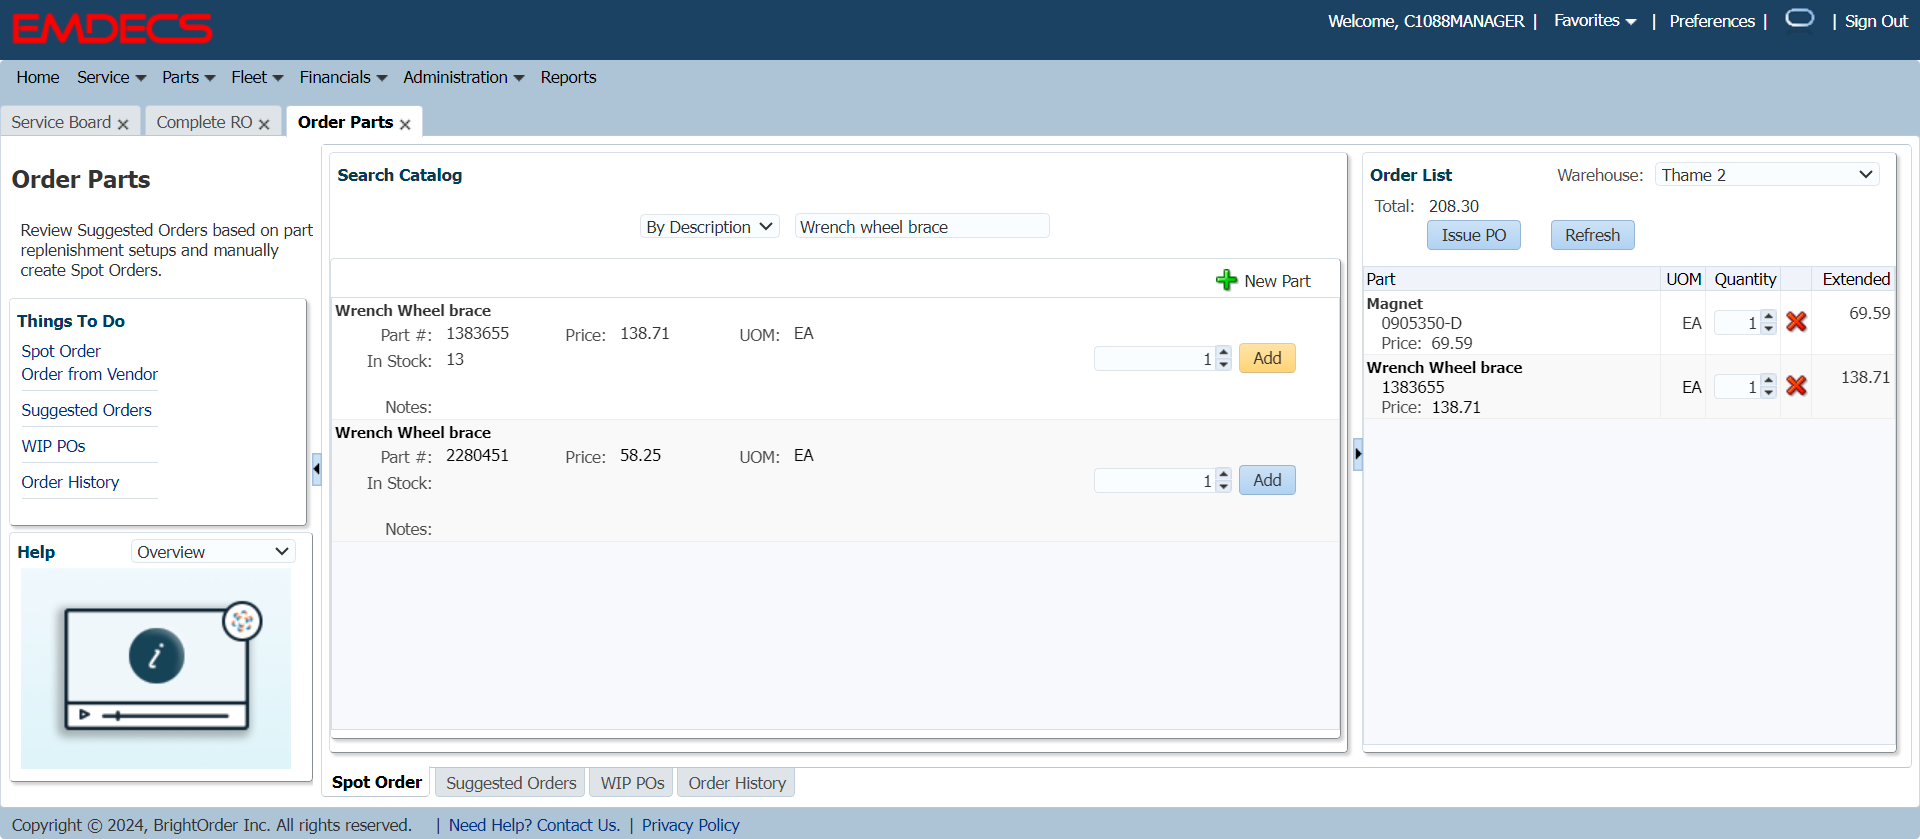 EMDECS
Welcome, C1088MANAGER | Favorites | Preferences | | Sign Out
Home Service Parts Fleet Financials Administration Reports
Service Board Complete RO Order Parts
Order Parts
Review Suggested Orders based on part
replenishment setups and manually
create Spot Orders.
Things To Do
Spot Order
Order from Vendor
Suggested Orders
WIP POs
Order History
Help Overview
i
Search Catalog
By Description Wrench wheel brace
New Part
Wrench Wheel brace
Part #: 1383655 Price: 138.71 UOM: EA
In Stock: 13 1 Add
Notes:
Wrench Wheel brace
Part #: 2280451 Price: 58.25 UOM: EA
In Stock: 1 Add
Notes:
Order List Warehouse: Thame 2
Total: 208.30
Issue PO Refresh
Part UOM Quantity Extended
Magnet
0905350-D EA 1 69.59
Price: 69.59
Wrench Wheel brace
1383655 EA 1 138.71
Price: 138.71
Spot Order Suggested Orders WIP POs Order History
Copyright © 2024, BrightOrder Inc. All rights reserved. | Need Help? Contact Us. | Privacy Policy